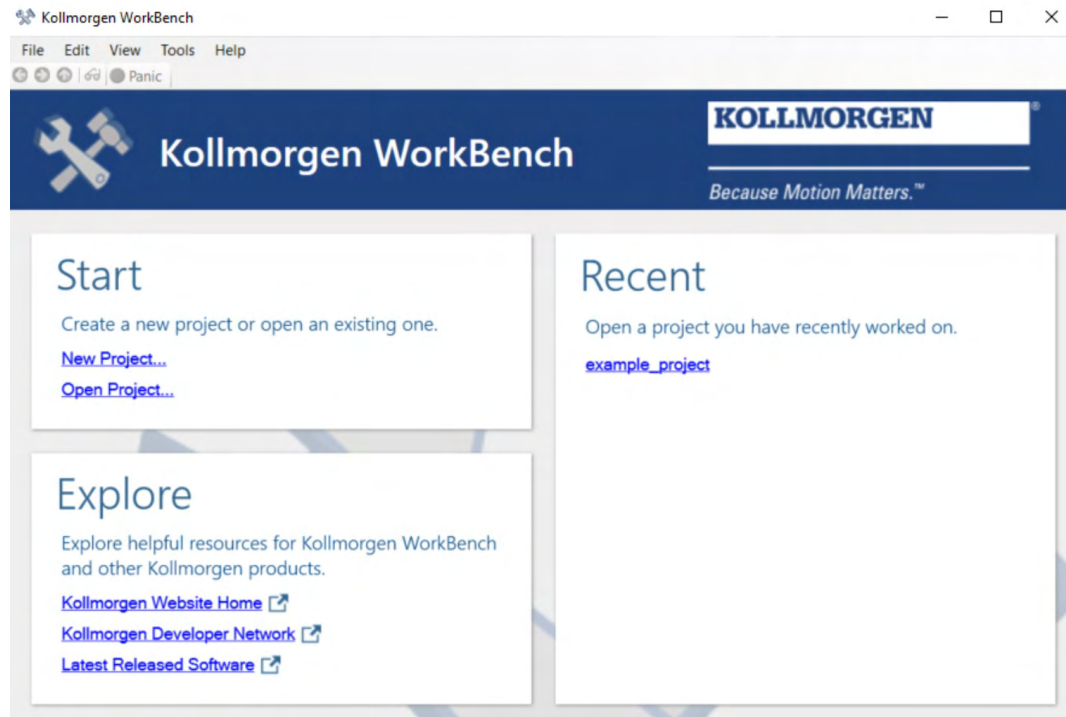 Kollmorgen WorkBench
File Edit View Tools Help
Panic
Kollmorgen WorkBench
KOLLMORGEN®
Because Motion Matters.™
Start
Create a new project or open an existing one.
New Project...
Open Project...
Explore
Explore helpful resources for Kollmorgen WorkBench
and other Kollmorgen products.
Kollmorgen Website Home
Kollmorgen Developer Network
Latest Released Software
Recent
Open a project you have recently worked on.
example_project